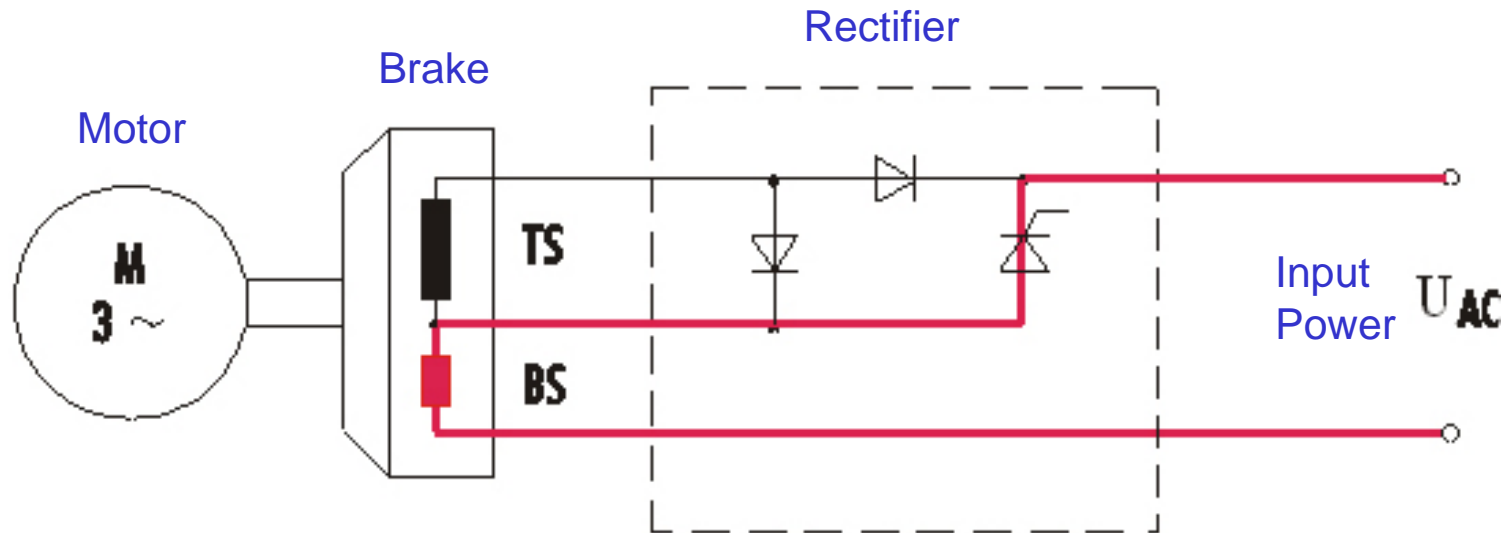 Rectifier
Brake
Motor
M
3 ~
TS
BS
Input
Power
U AC